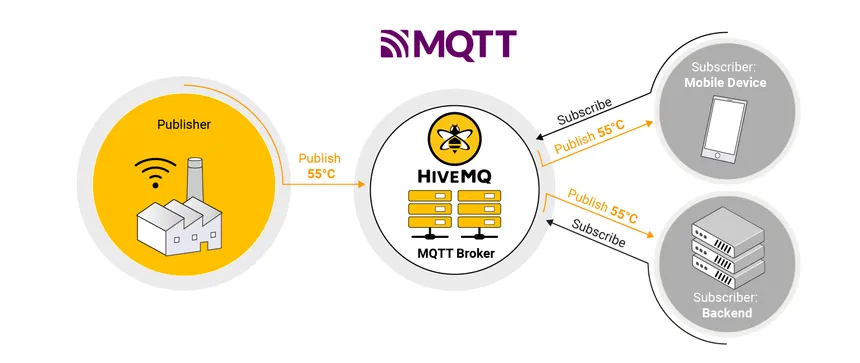 MQTT
Publisher
Publish
55°C
HIVEMQ
MQTT Broker
Subscribe
Publish 55°C
Publish 55°C
Subscribe
Subscriber:
Mobile Device
Subscriber:
Backend